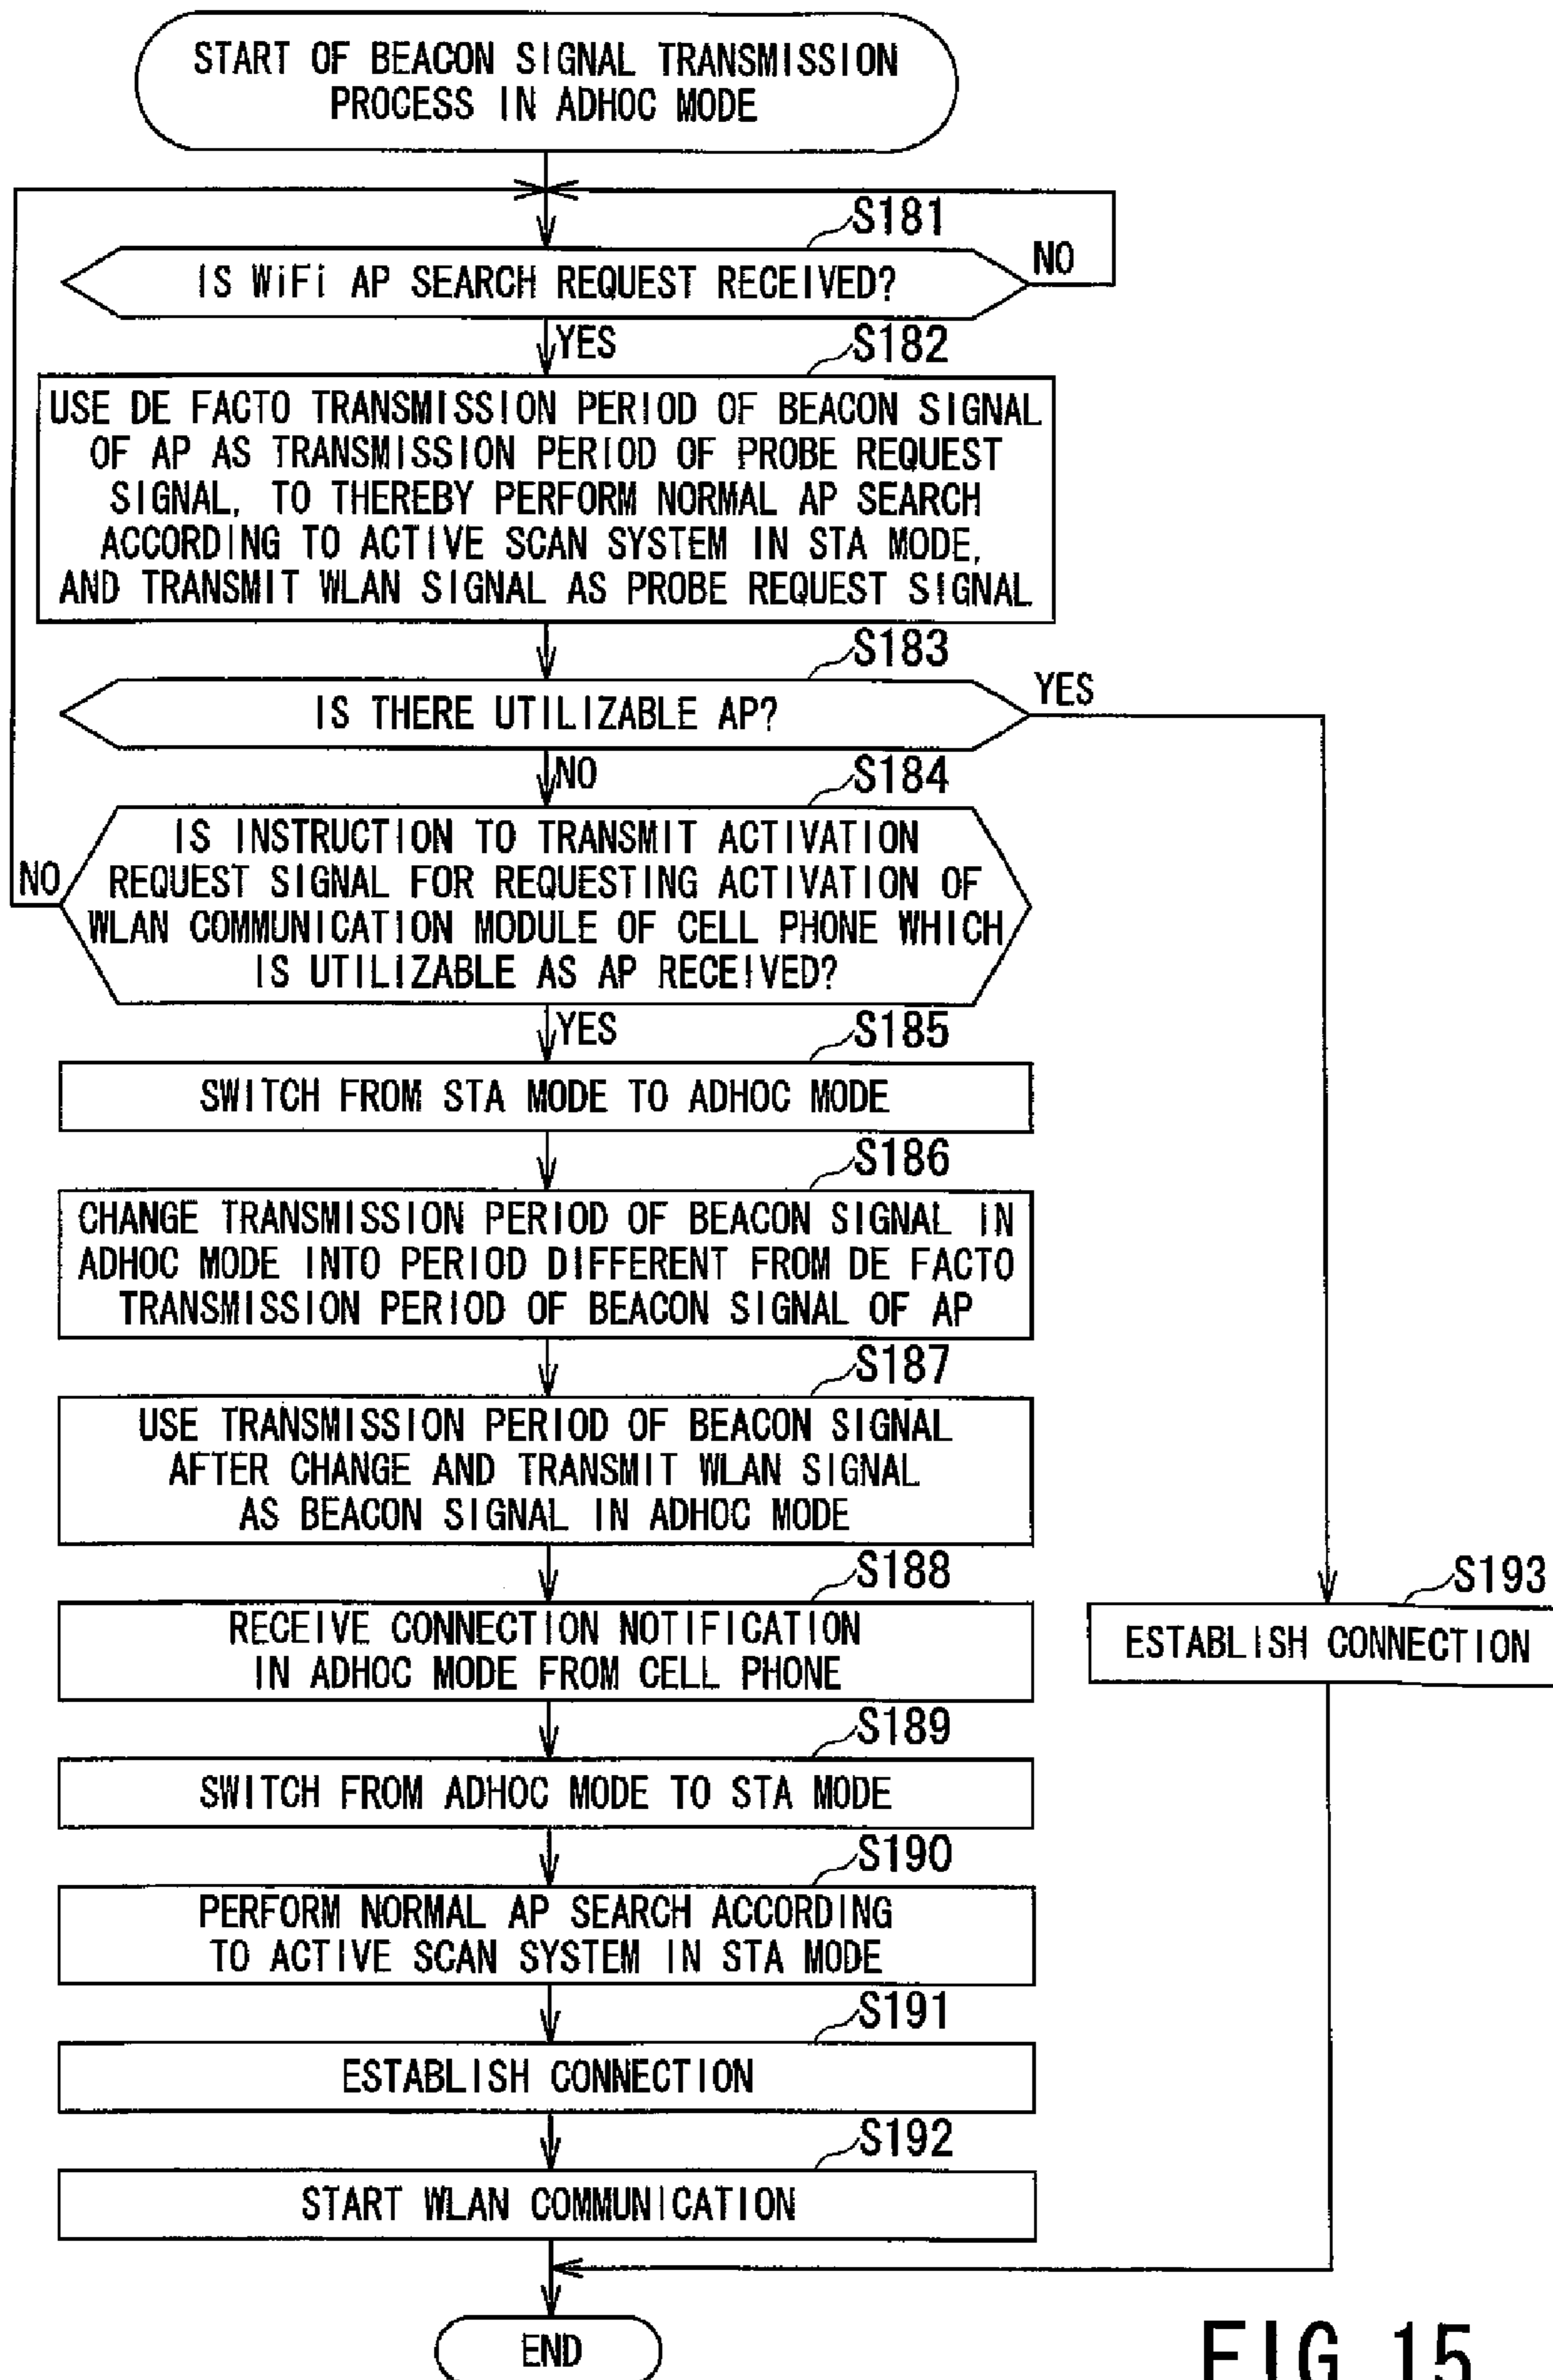 START OF BEACON SIGNAL TRANSMISSION
PROCESS IN ADHOC MODE
S181
IS WiFi AP SEARCH REQUEST RECEIVED?
NO
YES
S182
USE DE FACTO TRANSMISSION PERIOD OF BEACON SIGNAL
OF AP AS TRANSMISSION PERIOD OF PROBE REQUEST
SIGNAL, TO THEREBY PERFORM NORMAL AP SEARCH
ACCORDING TO ACTIVE SCAN SYSTEM IN STA MODE,
AND TRANSMIT WLAN SIGNAL AS PROBE REQUEST SIGNAL
S183
IS THERE UTILIZABLE AP?
YES
NO
S184
IS INSTRUCTION TO TRANSMIT ACTIVATION
REQUEST SIGNAL FOR REQUESTING ACTIVATION OF
WLAN COMMUNICATION MODULE OF CELL PHONE WHICH
IS UTILIZABLE AS AP RECEIVED?
NO
YES
S185
SWITCH FROM STA MODE TO ADHOC MODE
S186
CHANGE TRANSMISSION PERIOD OF BEACON SIGNAL IN
ADHOC MODE INTO PERIOD DIFFERENT FROM DE FACTO
TRANSMISSION PERIOD OF BEACON SIGNAL OF AP
S187
USE TRANSMISSION PERIOD OF BEACON SIGNAL
AFTER CHANGE AND TRANSMIT WLAN SIGNAL
AS BEACON SIGNAL IN ADHOC MODE
S188
RECEIVE CONNECTION NOTIFICATION
IN ADHOC MODE FROM CELL PHONE
S193
ESTABLISH CONNECTION
S189
SWITCH FROM ADHOC MODE TO STA MODE
S190
PERFORM NORMAL AP SEARCH ACCORDING
TO ACTIVE SCAN SYSTEM IN STA MODE
S191
ESTABLISH CONNECTION
S192
START WLAN COMMUNICATION
END
FIG. 15